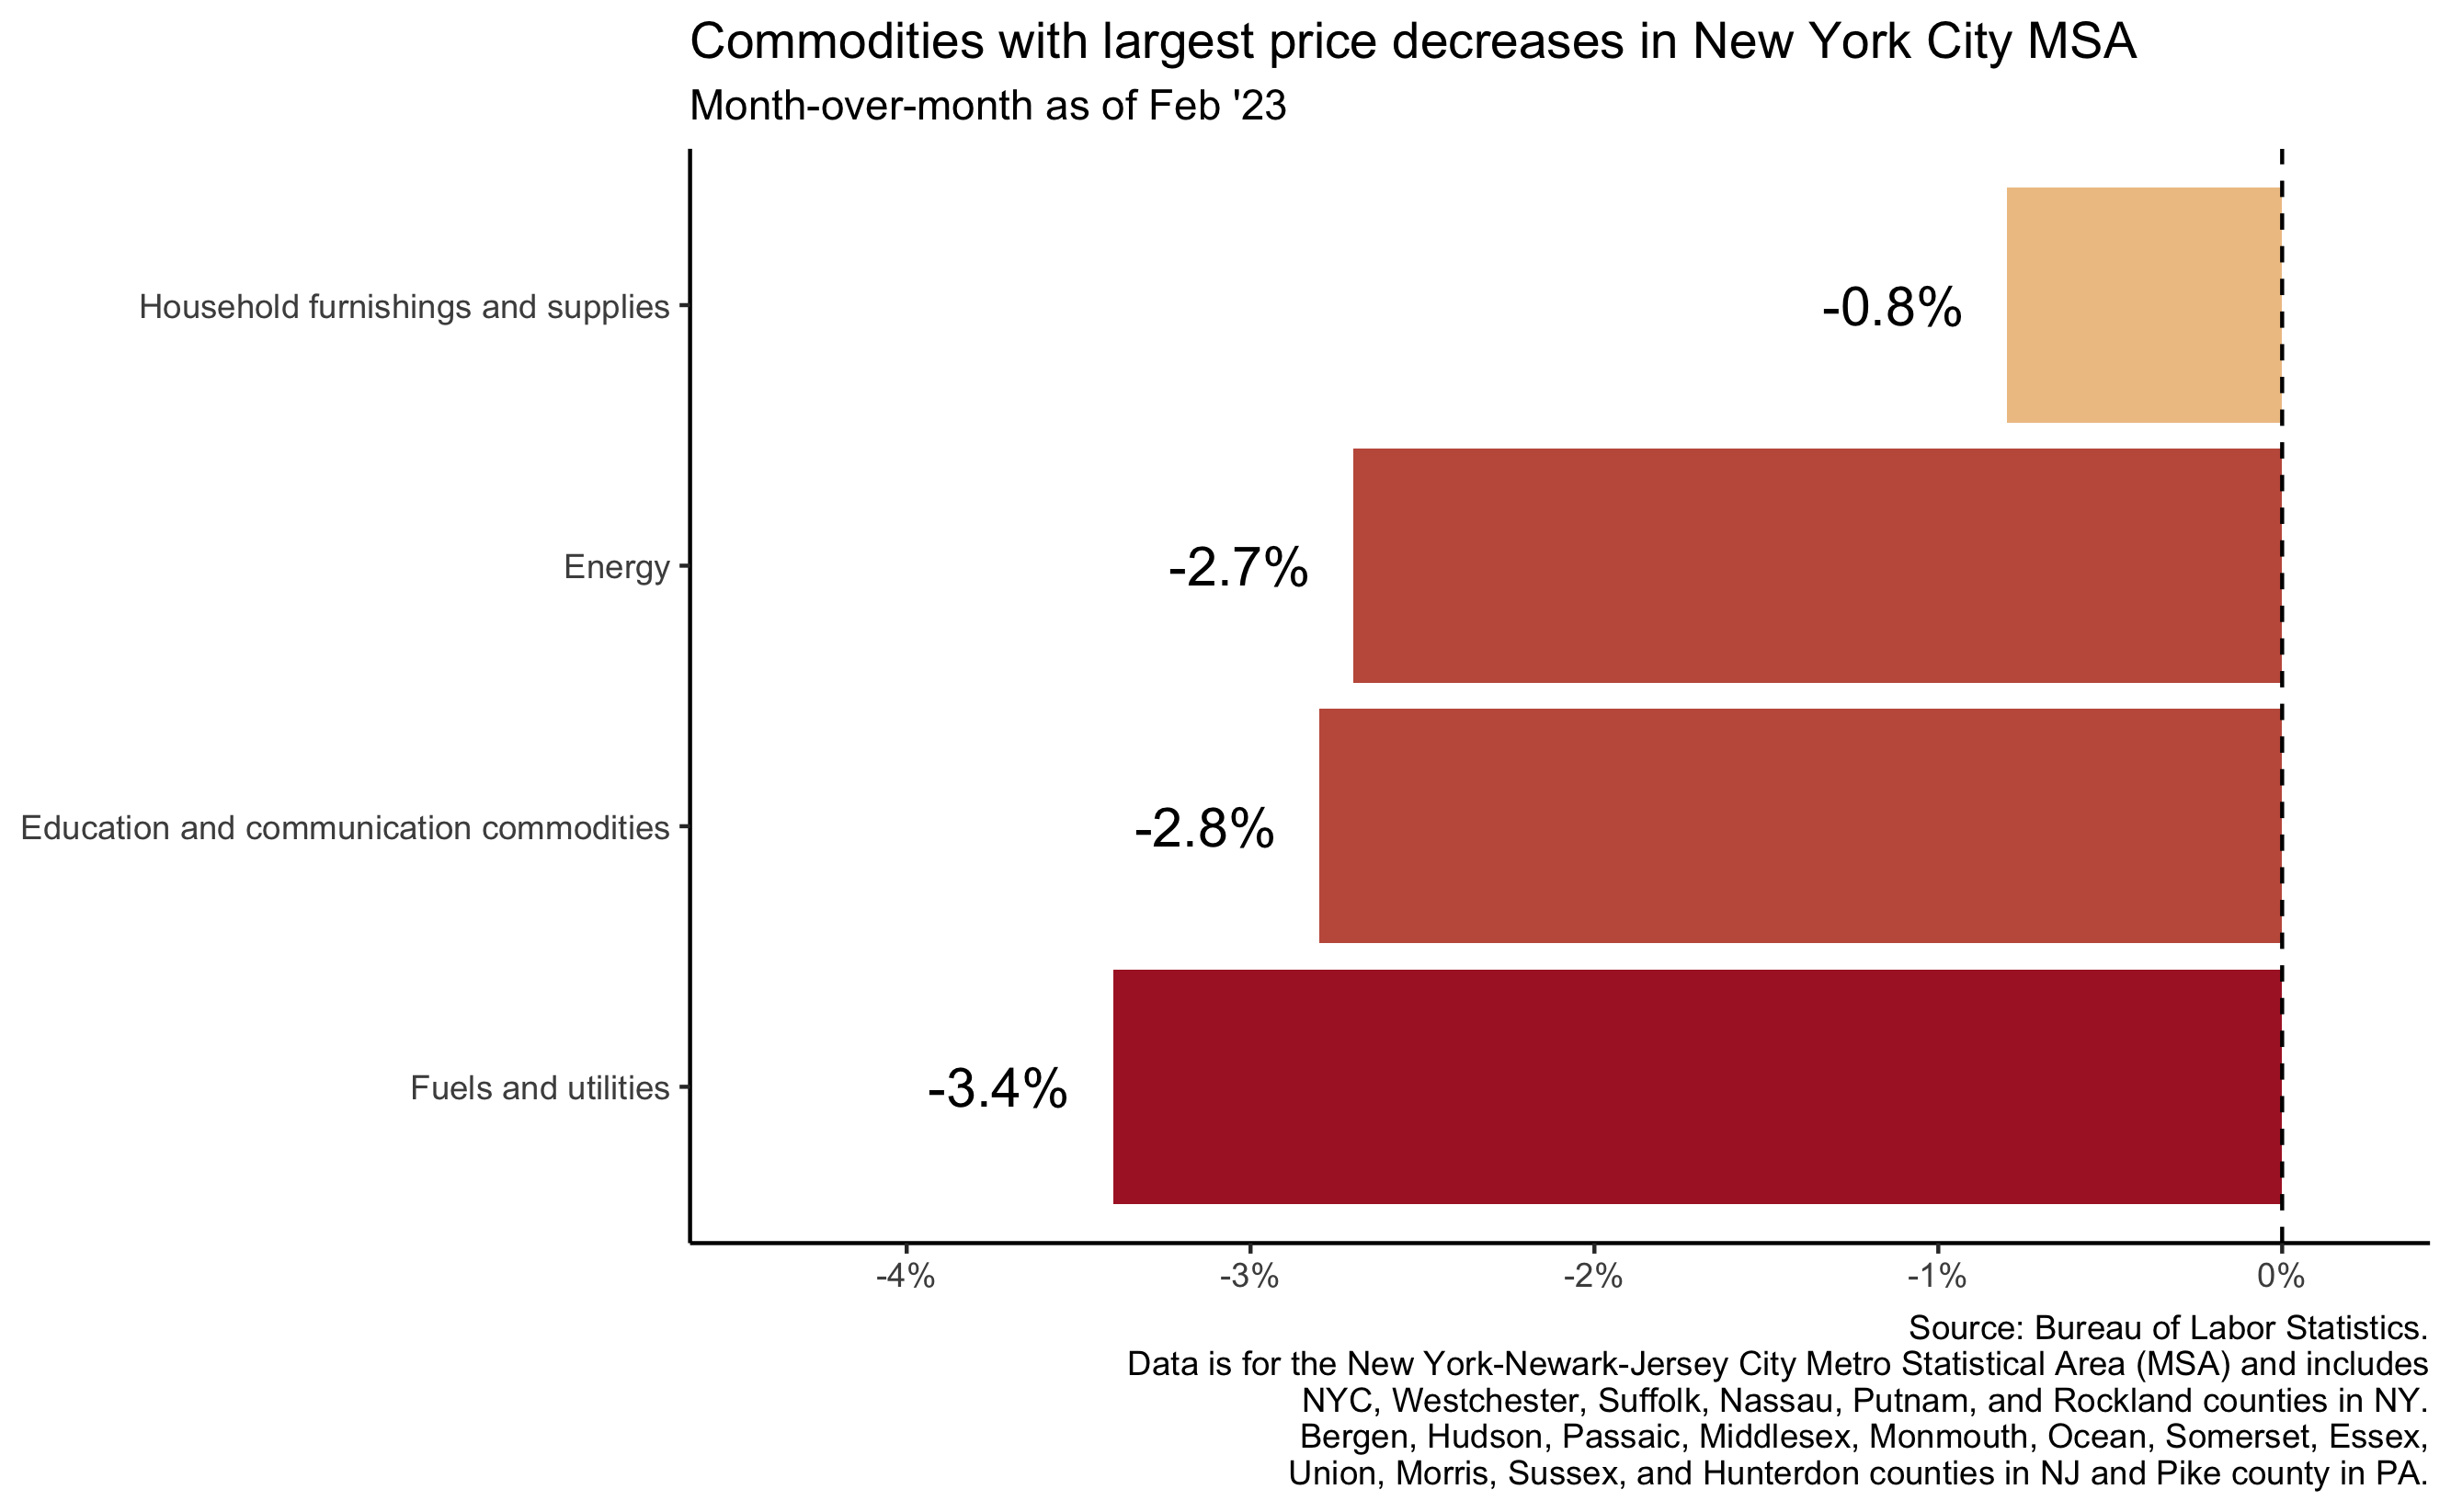 Commodities with largest price decreases in New York City MSA
Month-over-month as of Feb '23
Household furnishings and supplies
-0.8%
Energy
-2.7%
Education and communication commodities
-2.8%
Fuels and utilities
-3.4%
-4%
-3%
-2%
-1%
0%
Source: Bureau of Labor Statistics.
Data is for the New York-Newark-Jersey City Metro Statistical Area (MSA) and includes
NYC, Westchester, Suffolk, Nassau, Putnam, and Rockland counties in NY.
Bergen, Hudson, Passaic, Middlesex, Monmouth, Ocean, Somerset, Essex,
Union, Morris, Sussex, and Hunterdon counties in NJ and Pike county in PA.